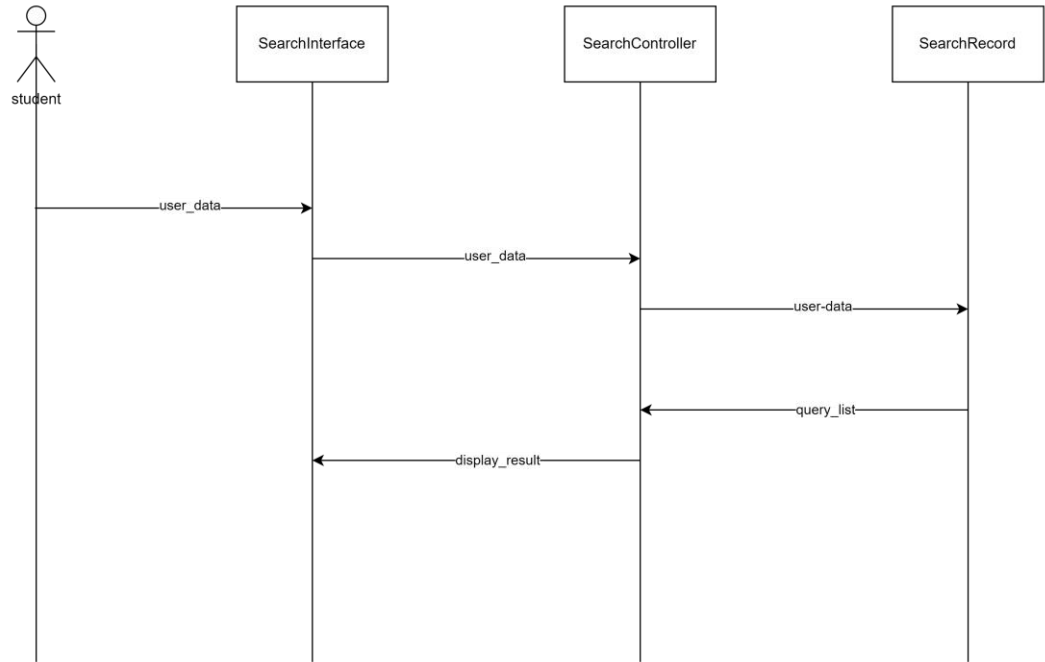 SearchInterface
SearchController
SearchRecord
student
user_data
user_data
user-data
query_list
display_result